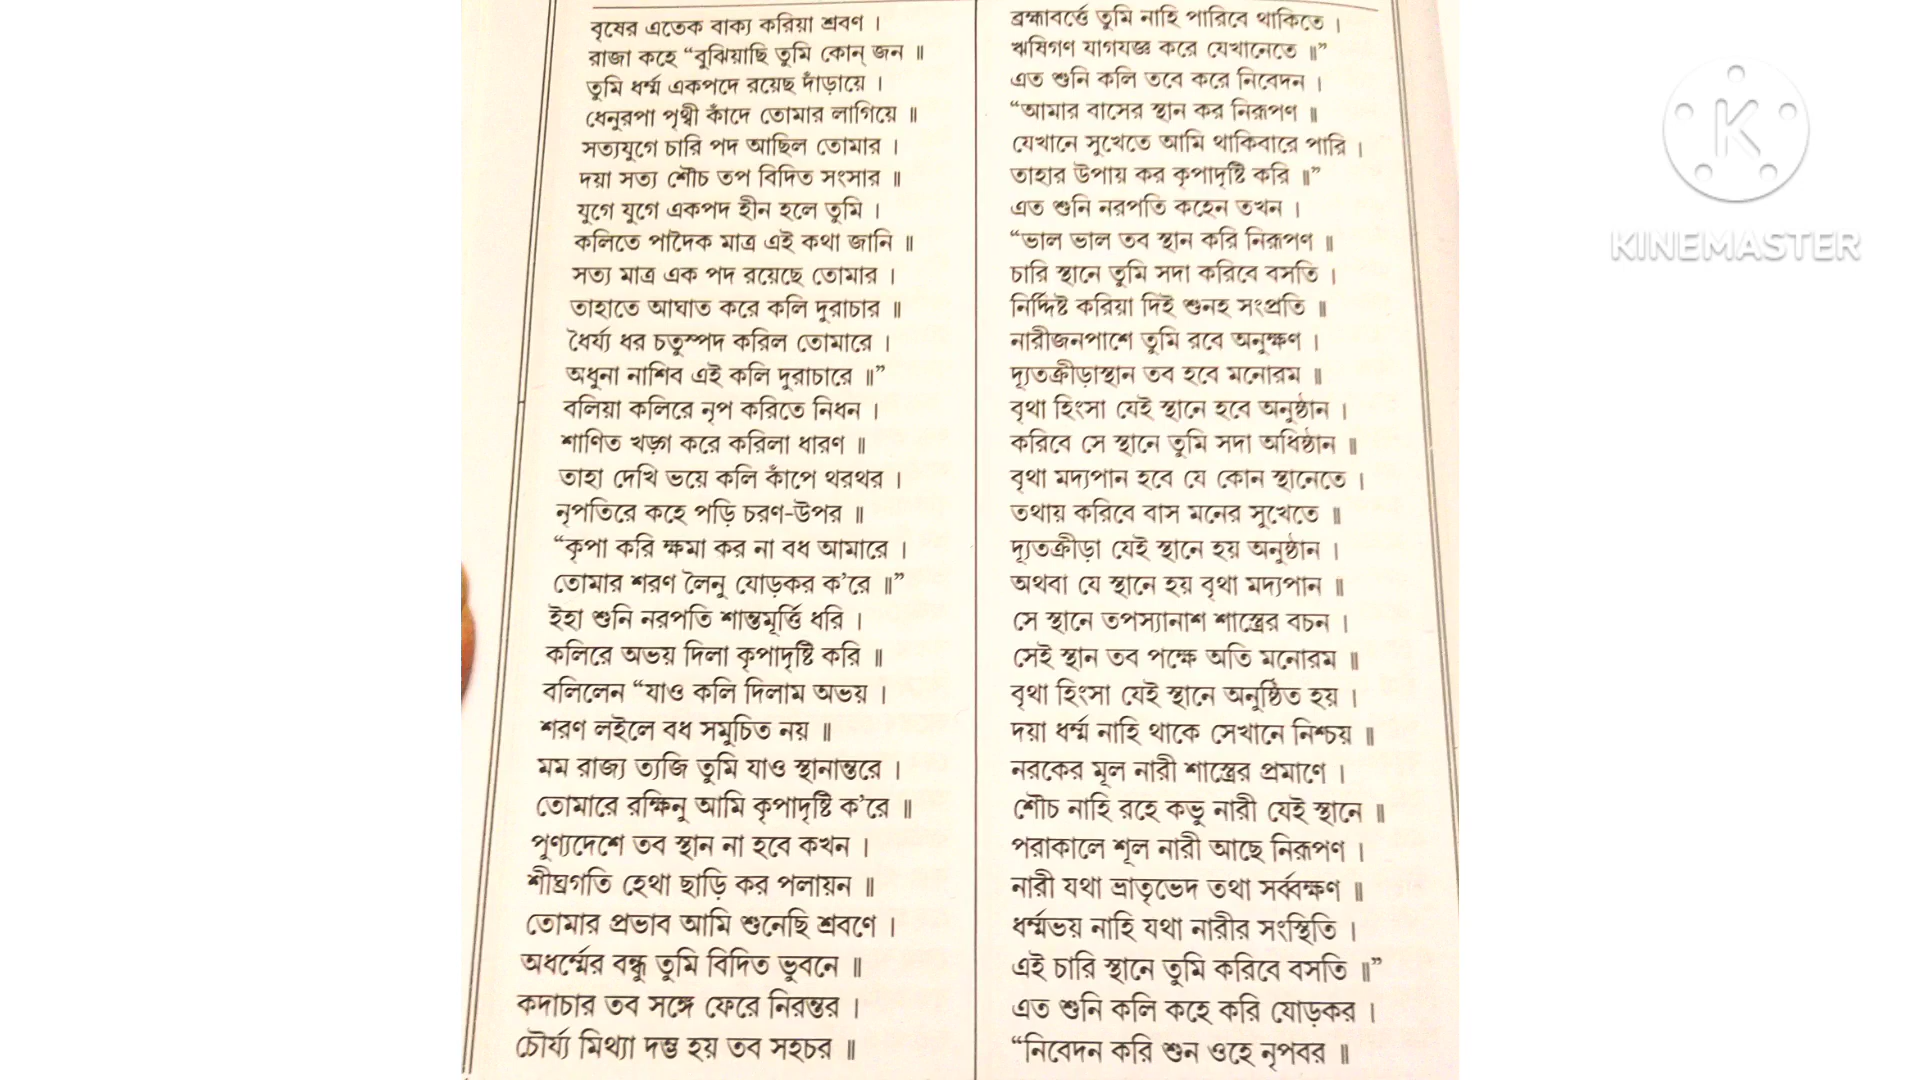 বৃষের এতেক বাক্য করিয়া শ্রবণ ।
রাজা কহে “বুঝিয়াছি তুমি কোন্ জন ॥
তুমি ধর্ম্ম একপদে রয়েছ দাঁড়ায়ে ।
ধেনুরূপা পৃথ্বী কাঁদে তোমার লাগিয়ে ॥
সত্যযুগে চারি পদ আছিল তোমার ।
দয়া সত্য শৌচ তপ বিদিত সংসার ॥
যুগে যুগে একপদ হীন হলে তুমি ।
কলিতে পাদৈক মাত্র এই কথা জানি ॥
সত্য মাত্র এক পদ রয়েছে তোমার ।
তাহাতে আঘাত করে কলি দুরাচার ॥
ধৈর্য্য ধর চতুস্পদ করিল তোমারে ।
অধুনা নাশিব এই কলি দুরাচারে ॥”
বলিয়া কলিরে নৃপ করিতে নিধন ।
শাণিত খড়্গ করে করিলা ধারণ ॥
তাহা দেখি ভয়ে কলি কাঁপে থরথর ।
নৃপতিরে কহে পড়ি চরণ-উপর ॥
“কৃপা করি ক্ষমা কর না বধ আমারে ।
তোমার শরণ লৈনু যোড়কর ক’রে ॥”
ইহা শুনি নরপতি শান্তমূর্ত্তি ধরি ।
কলিরে অভয় দিলা কৃপাদৃষ্টি করি ॥
বলিলেন “যাও কলি দিলাম অভয় ।
শরণ লইলে বধ সমুচিত নয় ॥
মম রাজ্য ত্যজি তুমি যাও স্থানান্তরে ।
তোমারে রক্ষিনু আমি কৃপাদৃষ্টি ক’রে ॥
পুণ্যদেশে তব স্থান না হবে কখন ।
শীঘ্রগতি হেথা ছাড়ি কর পলায়ন ॥
তোমার প্রভাব আমি শুনেছি শ্রবণে ।
অধর্ম্মের বন্ধু তুমি বিদিত ভুবনে ॥
কদাচার তব সঙ্গে ফেরে নিরন্তর ।
চৌর্য্য মিথ্যা দম্ভ হয় তব সহচর ॥
ব্রহ্মাবর্ত্তে তুমি নাহি পারিবে থাকিতে ।
ঋষিগণ যাগযজ্ঞ করে যেখানেতে ॥”
এত শুনি কলি তবে করে নিবেদন ।
“আমার বাসের স্থান কর নিরূপণ ॥
যেখানে সুখেতে আমি থাকিবারে পারি ।
তাহার উপায় কর কৃপাদৃষ্টি করি ॥”
এত শুনি নরপতি কহেন তখন ।
“ভাল ভাল তব স্থান করি নিরূপণ ॥
চারি স্থানে তুমি সদা করিবে বসতি ।
নির্দ্দিষ্ট করিয়া দিই শুনহ সংপ্রতি ॥
নারীজনপাশে তুমি রবে অনুক্ষণ ।
দ্যূতক্রীড়াস্থান তব হবে মনোরম ॥
বৃথা হিংসা যেই স্থানে হবে অনুষ্ঠান ।
করিবে সে স্থানে তুমি সদা অধিষ্ঠান ॥
বৃথা মদ্যপান হবে যে কোন স্থানেতে ।
তথায় করিবে বাস মনের সুখেতে ॥
দ্যূতক্রীড়া যেই স্থানে হয় অনুষ্ঠান ।
অথবা যে স্থানে হয় বৃথা মদ্যপান ॥
সে স্থানে তপস্যানাশ শাস্ত্রের বচন ।
সেই স্থান তব পক্ষে অতি মনোরম ॥
বৃথা হিংসা যেই স্থানে অনুষ্ঠিত হয় ।
দয়া ধর্ম্ম নাহি থাকে সেখানে নিশ্চয় ॥
নরকের মূল নারী শাস্ত্রের প্রমাণে ।
শৌচ নাহি রহে কভু নারী যেই স্থানে ॥
পরাকালে শূল নারী আছে নিরূপণ ।
নারী যথা ভ্রাতৃভেদ তথা সর্ব্বক্ষণ ॥
ধর্ম্মভয় নাহি যথা নারীর সংস্থিতি ।
এই চারি স্থানে তুমি করিবে বসতি ॥”
এত শুনি কলি কহে করি যোড়কর ।
“নিবেদন করি শুন ওহে নৃপবর ॥
K
KINEMASTER